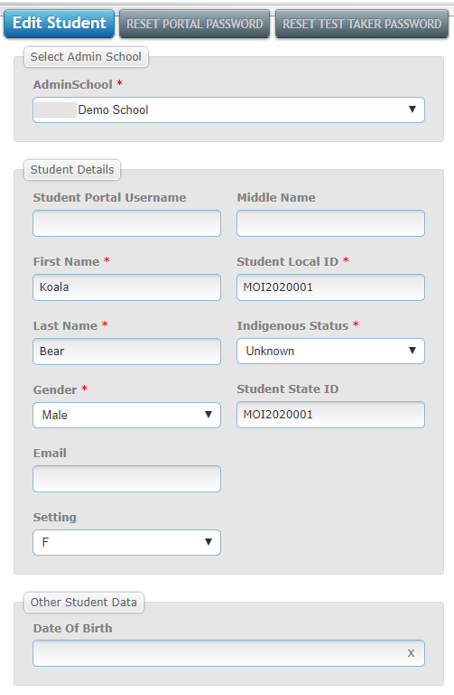 Edit Student RESET PORTAL PASSWORD RESET TEST TAKER PASSWORD
Select Admin School
AdminSchool *
Demo School ▼
Student Details
Student Portal Username Middle Name
First Name * Student Local ID *
Koala MOI2020001
Last Name * Indigenous Status *
Bear Unknown ▼
Gender * Student State ID
Male ▼ MOI2020001
Email
Setting
F ▼
Other Student Data
Date Of Birth
x